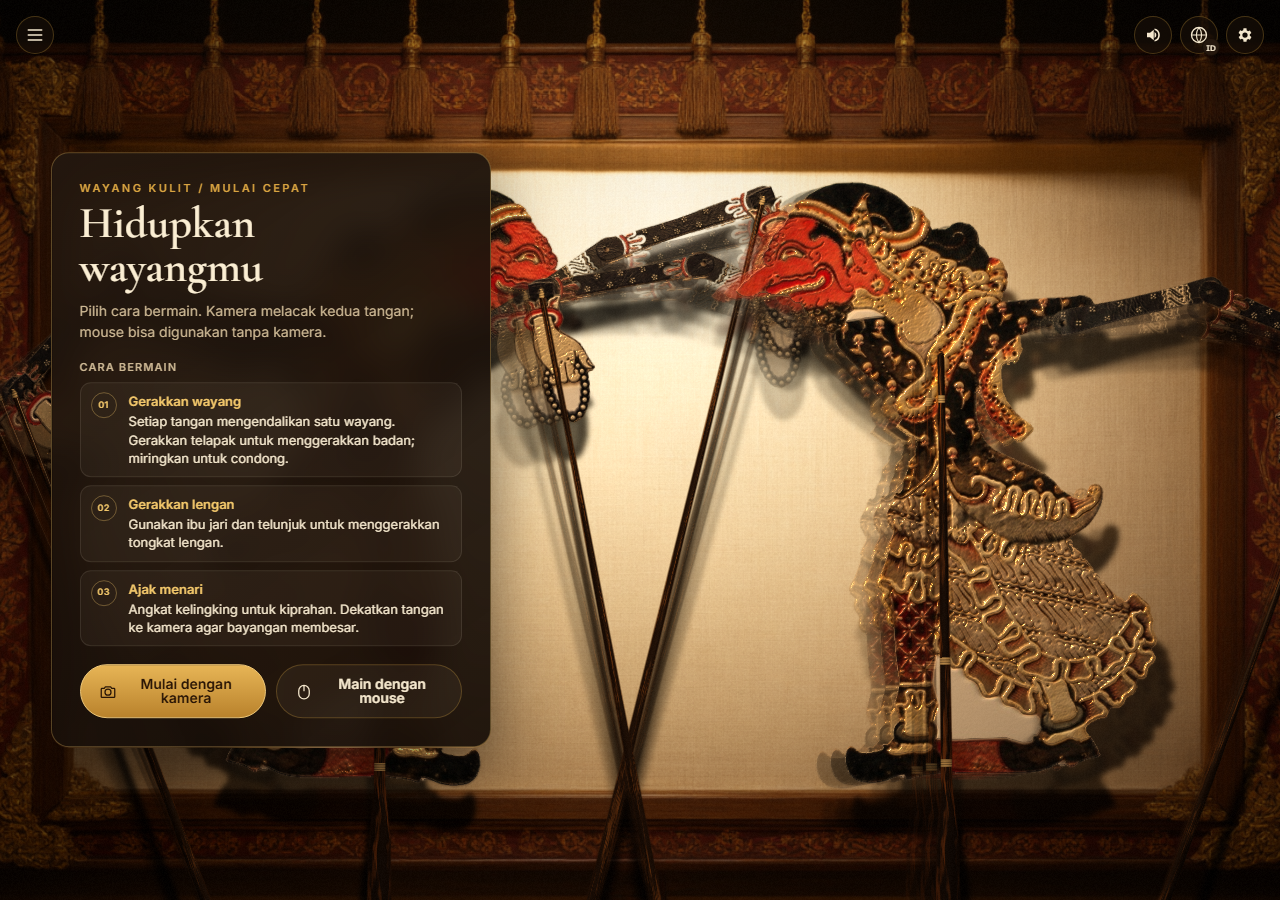 ID
WAYANG KULIT / MULAI CEPAT
Hidupkan
wayangmu
Pilih cara bermain. Kamera melacak kedua tangan;
mouse bisa digunakan tanpa kamera.
CARA BERMAIN
01
Gerakkan wayang
Setiap tangan mengendalikan satu wayang.
Gerakkan telapak untuk menggerakkan badan;
miringkan untuk condong.
02
Gerakkan lengan
Gunakan ibu jari dan telunjuk untuk menggerakkan
tongkat lengan.
03
Ajak menari
Angkat kelingking untuk kiprahan. Dekatkan tangan
ke kamera agar bayangan membesar.
Mulai dengan
kamera
Main dengan
mouse